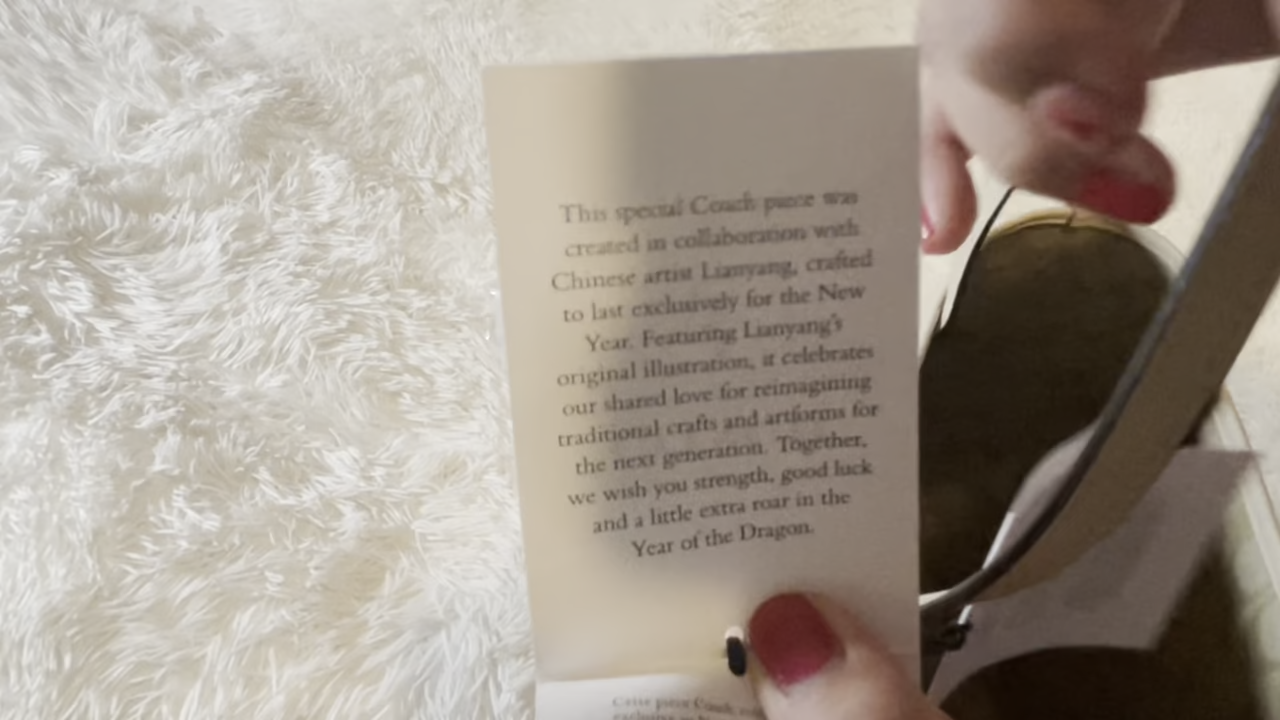 This special Coach piece was
created in collaboration with
Chinese artist Lianyang, crafted
to last exclusively for the New
Year. Featuring Lianyang's
original illustration, it celebrates
our shared love for reimagining
traditional crafts and artforms for
the next generation. Together,
we wish you strength, good luck
and a little extra roar in the
Year of the Dragon.
Cette pièce Coach